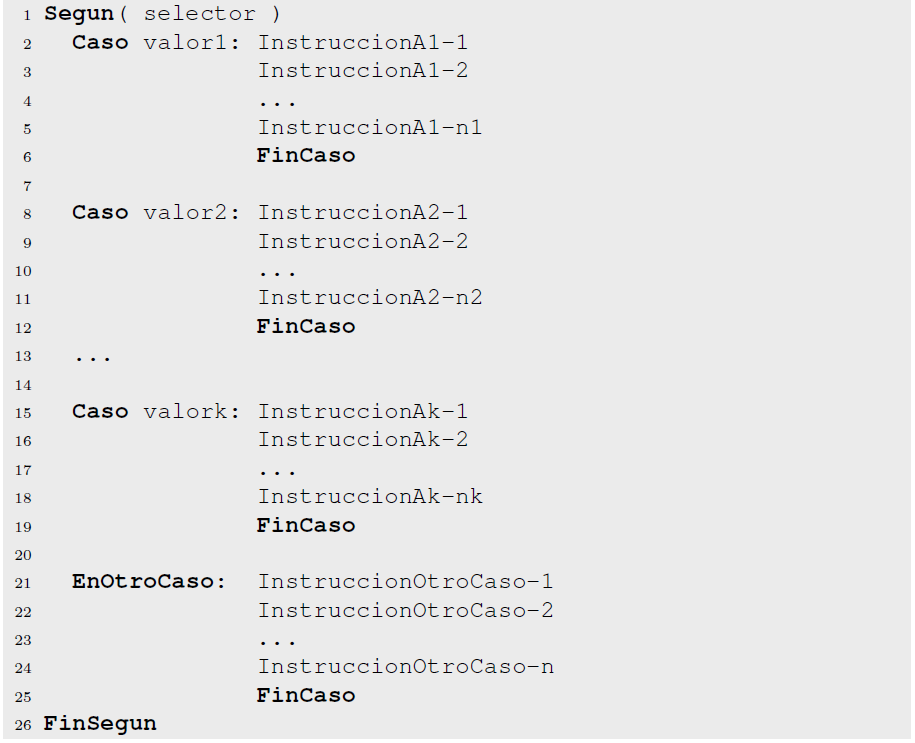 1 Segun( selector )
2 Caso valor1: InstruccionA1-1
3 InstruccionA1-2
4 ...
5 InstruccionA1-n1
6 FinCaso
7
8 Caso valor2: InstruccionA2-1
9 InstruccionA2-2
10 ...
11 InstruccionA2-n2
12 FinCaso
13 ...
14
15 Caso valork: InstruccionAk-1
16 InstruccionAk-2
17 ...
18 InstruccionAk-nk
19 FinCaso
20
21 EnOtroCaso: InstruccionOtroCaso-1
22 InstruccionOtroCaso-2
23 ...
24 InstruccionOtroCaso-n
25 FinCaso
26 FinSegun